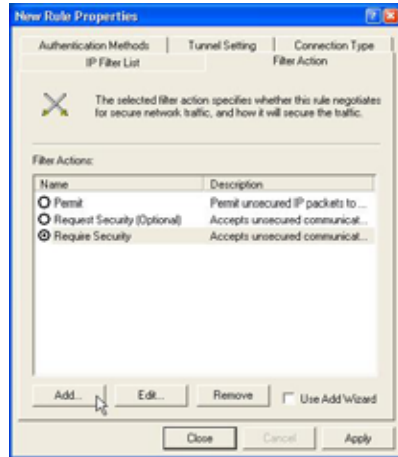 New Rule Properties
Authentication Methods Tunnel Setting Connection Type
IP Filter List Filter Action
The selected filter action specifies whether this rule negotiates
for secure network traffic, and how it will secure the traffic.
Filter Actions:
Name Description
Permit Permit unsecured IP packets to ...
Request Security (Optional) Accepts unsecured communicat...
Require Security Accepts unsecured communicat...
Add... Edit... Remove Use Add Wizard
Close Cancel Apply